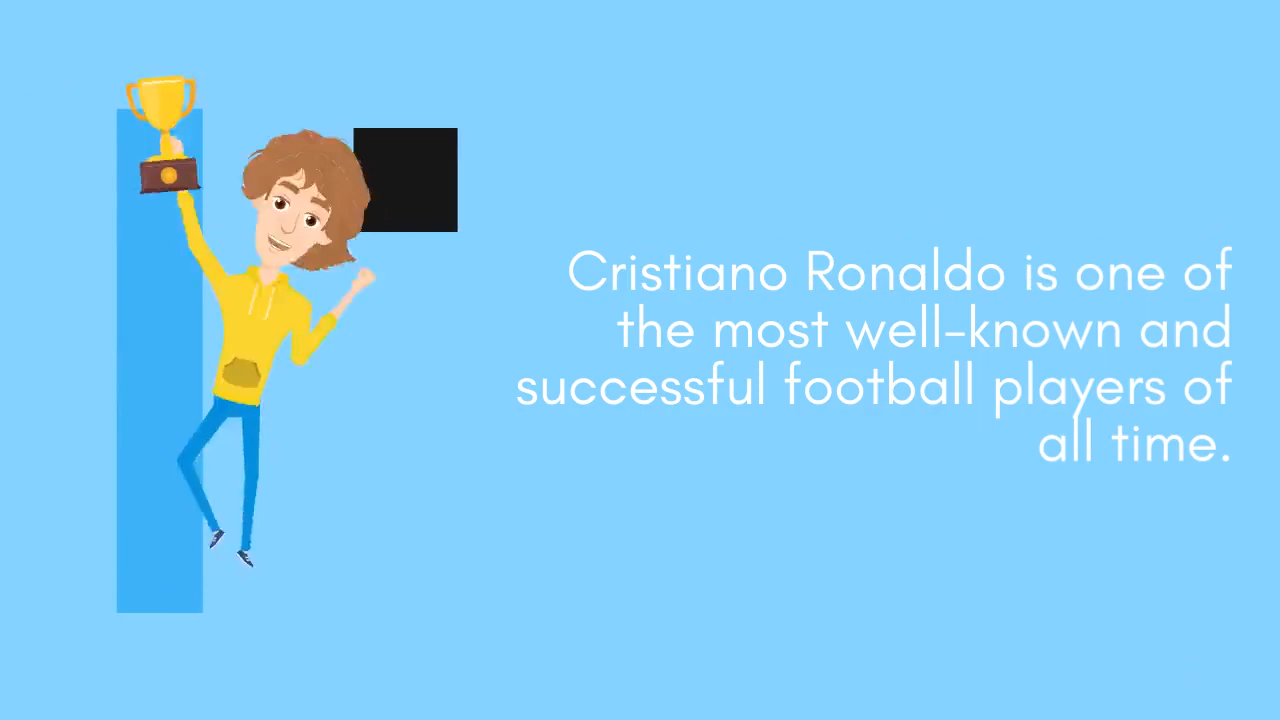 Cristiano Ronaldo is one of
the most well-known and
successful football players of
all time.